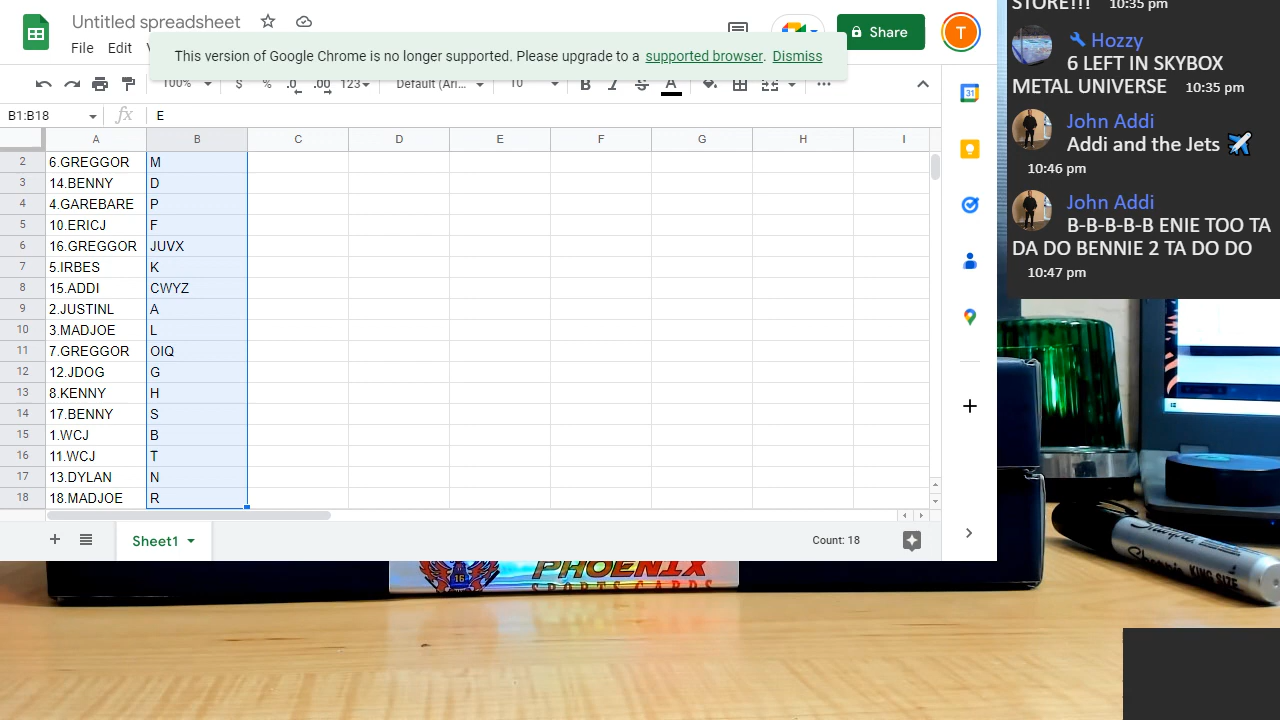 Untitled spreadsheet
File Edit
Share
T
This version of Goog rome is no longer supported. Please upgrade to a supported browser. Dismiss
100% $ .0 .00 123 Default (Ari... 0 B I S A
B1:B18 fx E
A B D E F G H I
2 6.GREGGOR M
3 14.BENNY D
4 4.GAREBARE P
5 10.ERICJ F
6 16.GREGGOR JUVX
7 5.IRBES K
8 15.ADDI CWYZ
9 2.JUSTINL A
10 3.MADJOE L
11 7.GREGGOR OIQ
12 12.JDOG G
13 8.KENNY H
14 17.BENNY S
15 1.WCJ B
16 11.WCJ T
17 13.DYLAN N
18 18.MADJOE R
Sheet1
Count: 18
31
STORE!!! 10:35 pm
Hozzy
6 LEFT IN SKYBOX
METAL UNIVERSE 10:35 pm
John Addi
Addi and the Jets
10:46 pm
John Addi
B-B-B-B-B ENIE TOO TA
DA DO BENNIE 2 TA DO DO
10:47 pm
16
PHOENIX
SPORTS CARDS
Sharpie
KING SIZE